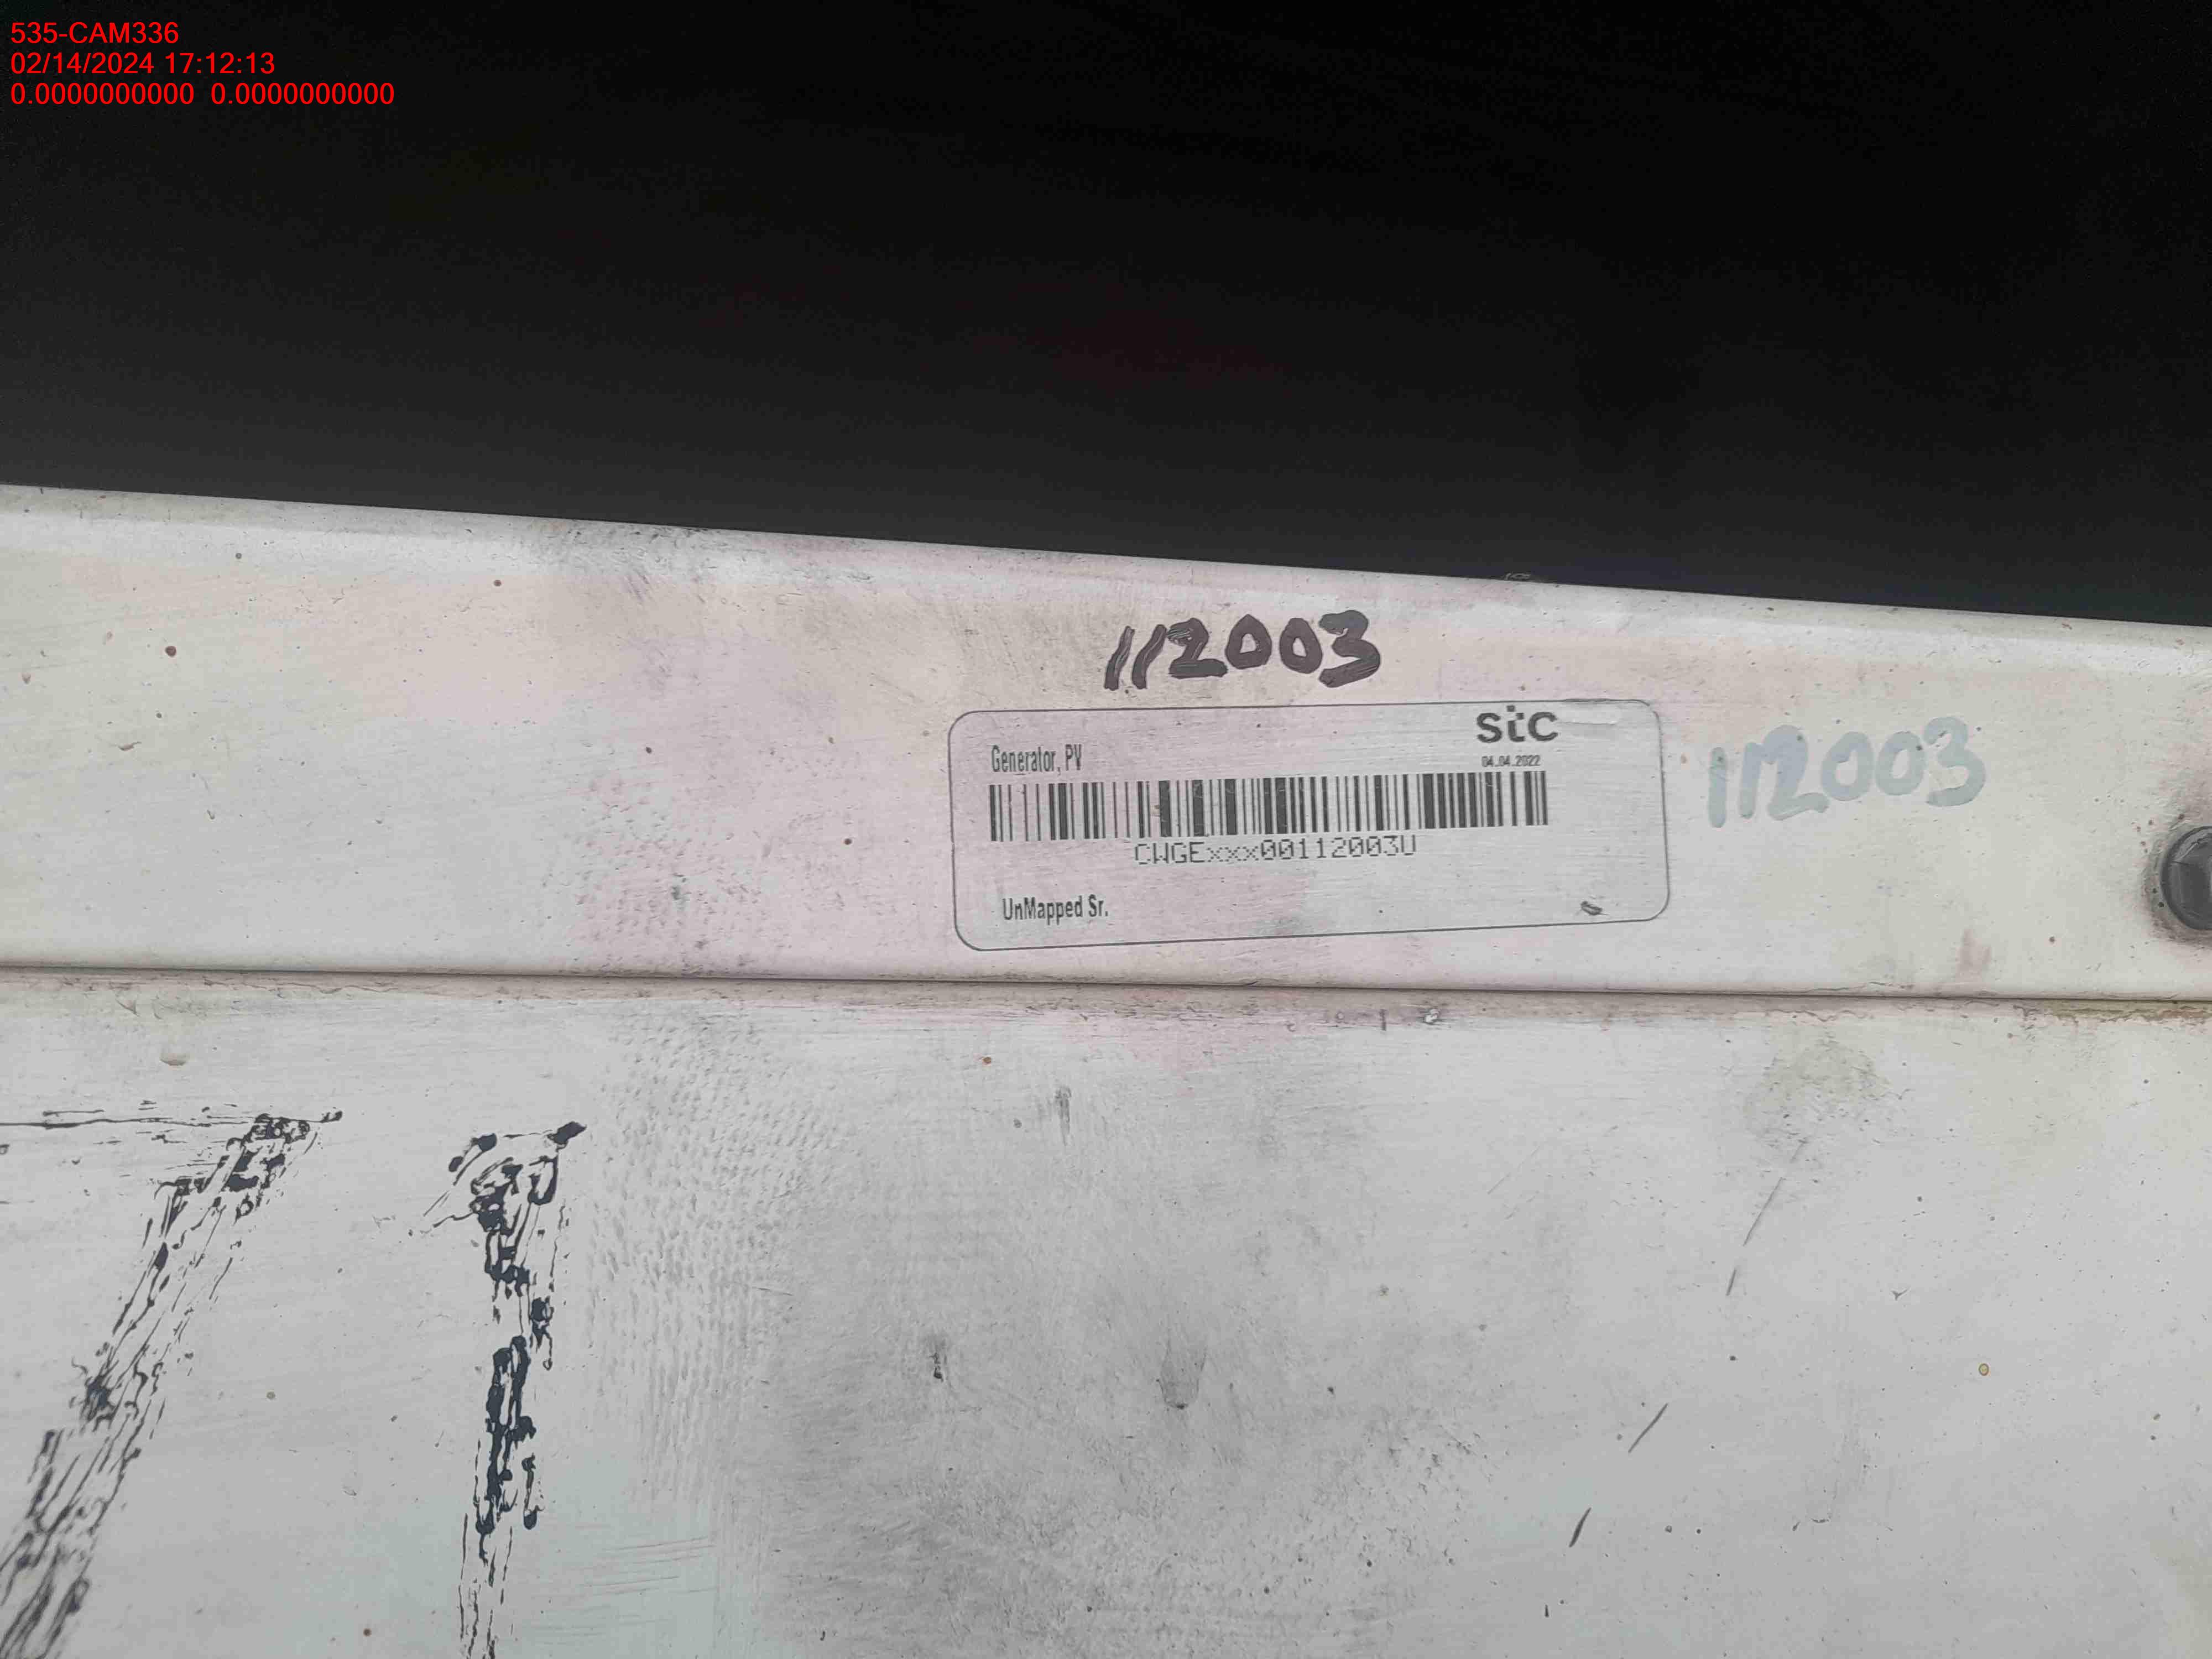 535-CAM336
02/14/2024 17:12:13
0.0000000000 0.0000000000
112003
stc
Generator, PV
04.04.2022
112003
CWGExxx00112003U
UnMapped Sr.